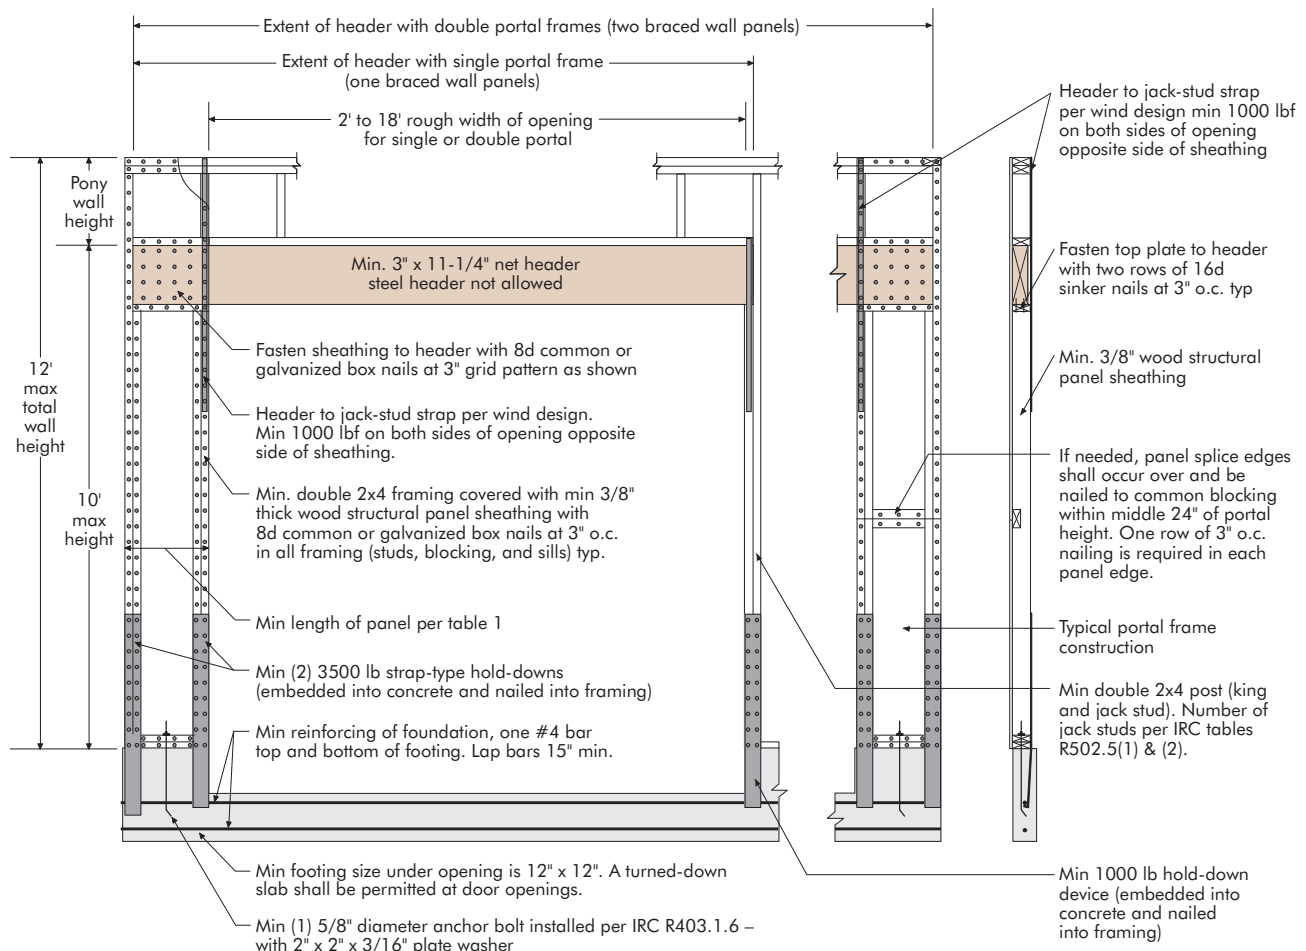 Extent of header with double portal frames (two braced wall panels)
Extent of header with single portal frame
(one braced wall panels)
2' to 18' rough width of opening
for single or double portal
Header to jack-stud strap
per wind design min 1000 lbf
on both sides of opening
opposite side of sheathing
Pony
wall
height
Min. 3" x 11-1/4" net header
steel header not allowed
Fasten top plate to header
with two rows of 16d
sinker nails at 3" o.c. typ
12'
max
total
wall
height
10'
max
height
Fasten sheathing to header with 8d common or
galvanized box nails at 3" grid pattern as shown
Min. 3/8" wood structural
panel sheathing
Header to jack-stud strap per wind design.
Min 1000 lbf on both sides of opening opposite
side of sheathing.
If needed, panel splice edges
shall occur over and be
nailed to common blocking
within middle 24" of portal
height. One row of 3" o.c.
nailing is required in each
panel edge.
Min. double 2x4 framing covered with min 3/8"
thick wood structural panel sheathing with
8d common or galvanized box nails at 3" o.c.
in all framing (studs, blocking, and sills) typ.
Min length of panel per table 1
Typical portal frame
construction
Min (2) 3500 lb strap-type hold-downs
(embedded into concrete and nailed into framing)
Min double 2x4 post (king
and jack stud). Number of
jack studs per IRC tables
R502.5(1) & (2).
Min reinforcing of foundation, one #4 bar
top and bottom of footing. Lap bars 15" min.
Min footing size under opening is 12" x 12". A turned-down
slab shall be permitted at door openings.
Min 1000 lb hold-down
device (embedded into
concrete and nailed
into framing)
Min (1) 5/8" diameter anchor bolt installed per IRC R403.1.6 –
with 2" x 2" x 3/16" plate washer